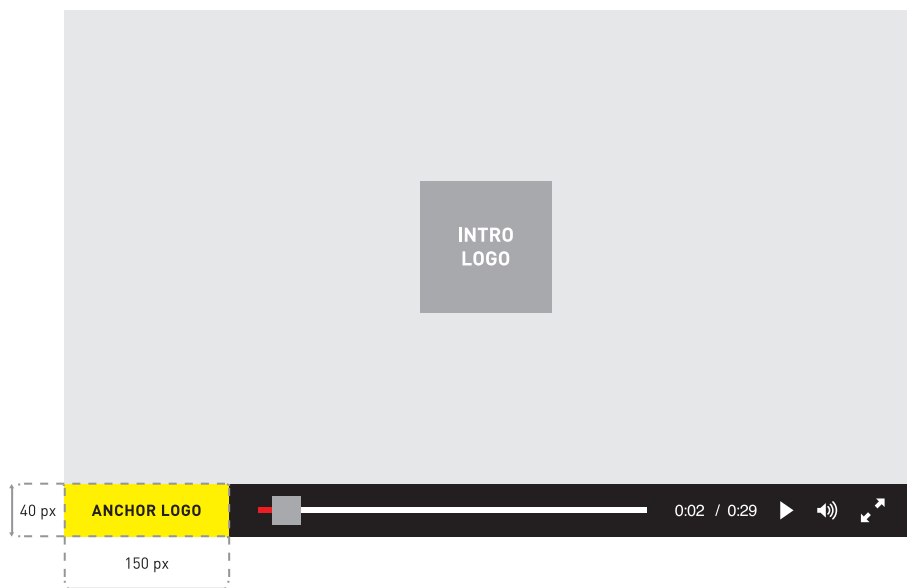 INTRO
LOGO
40 px
ANCHOR LOGO
0:02 / 0:29
150 px